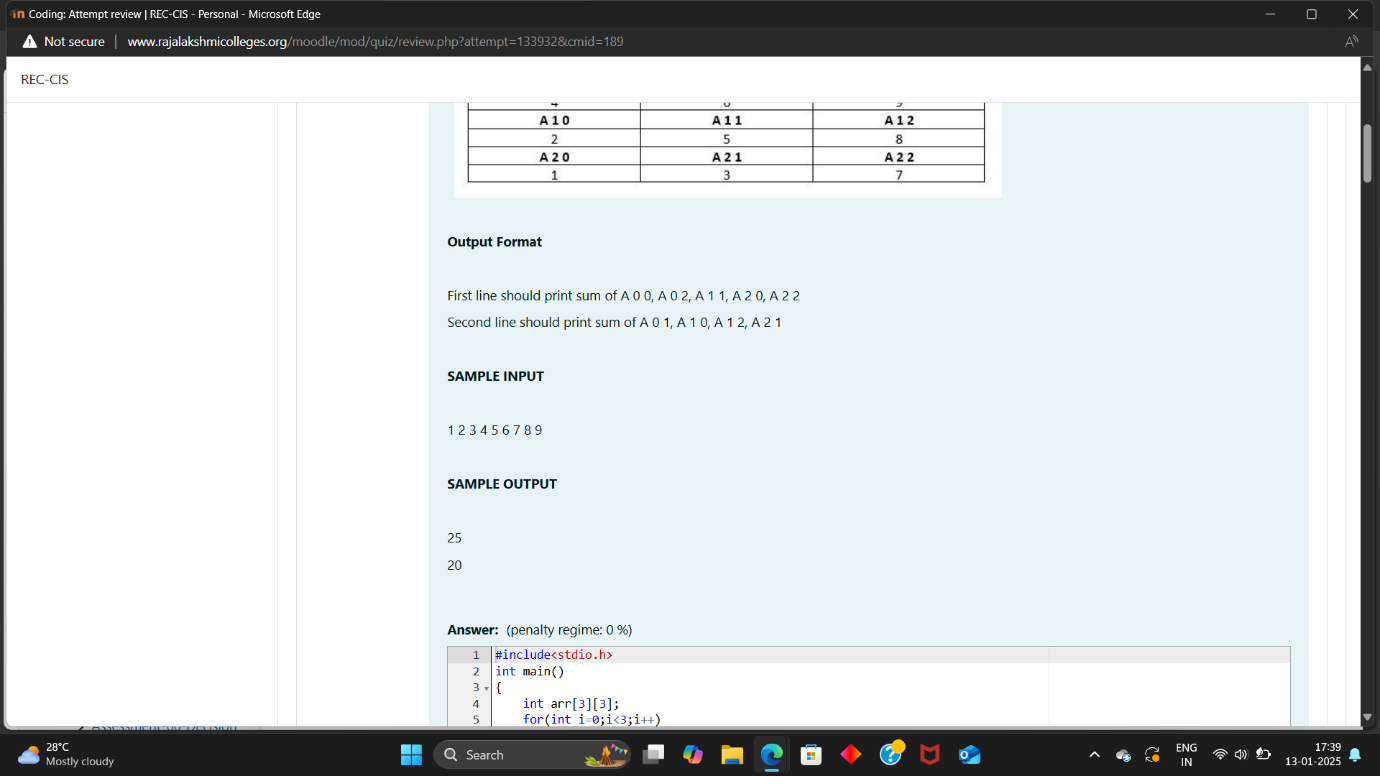 Coding: Attempt review | REC-CIS - Personal - Microsoft Edge
Not secure | www.rajalakshmicolleges.org/moodle/mod/quiz/review.php?attempt=133932&cmid=189
REC-CIS
A 1 0 A 1 1 A 1 2
2 5 8
A 2 0 A 2 1 A 2 2
1 3 7
Output Format
First line should print sum of A 0 0, A 0 2, A 1 1, A 2 0, A 2 2
Second line should print sum of A 0 1, A 1 0, A 1 2, A 2 1
SAMPLE INPUT
1 2 3 4 5 6 7 8 9
SAMPLE OUTPUT
25
20
Answer: (penalty regime: 0 %)
1 #include<stdio.h>
2 int main()
3 {
4 int arr[3][3];
5 for(int i=0;i<3;i++)
28°C
Mostly cloudy
Search
ENG
IN
17:39
13-01-2025